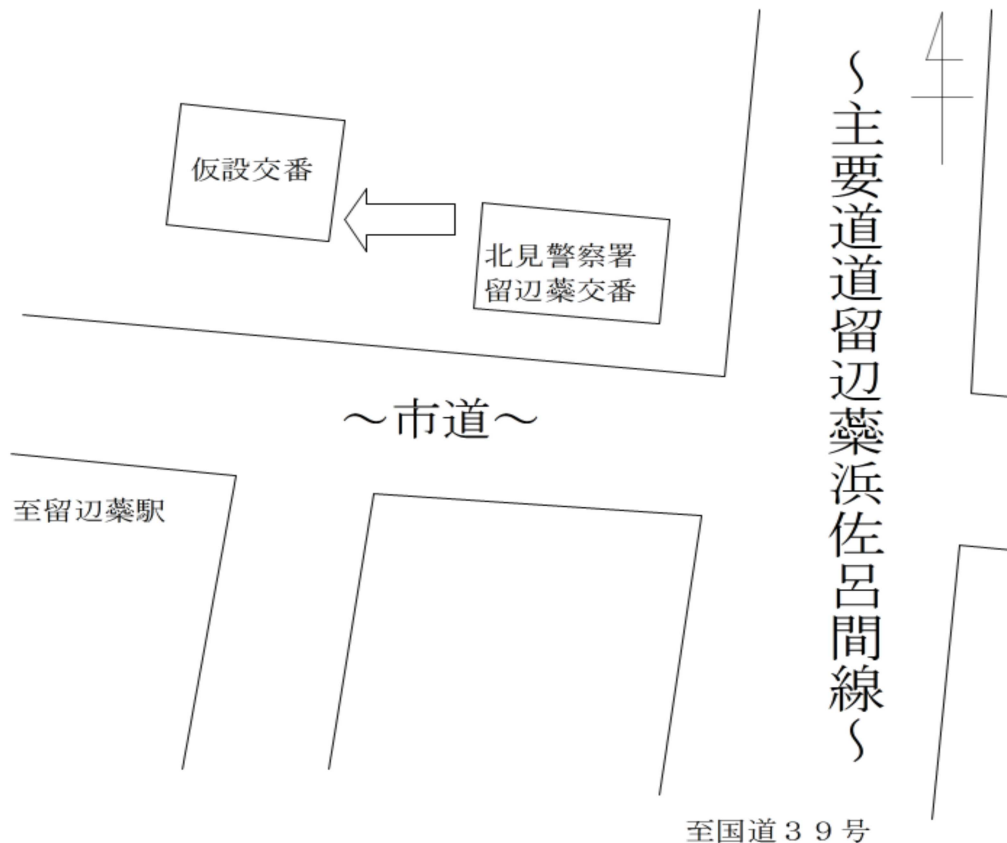 仮設交番
北見警察署
留辺蘂交番
～主要道道留辺蘂浜佐呂間線～
～市道～
至留辺蘂駅
至国道３９号